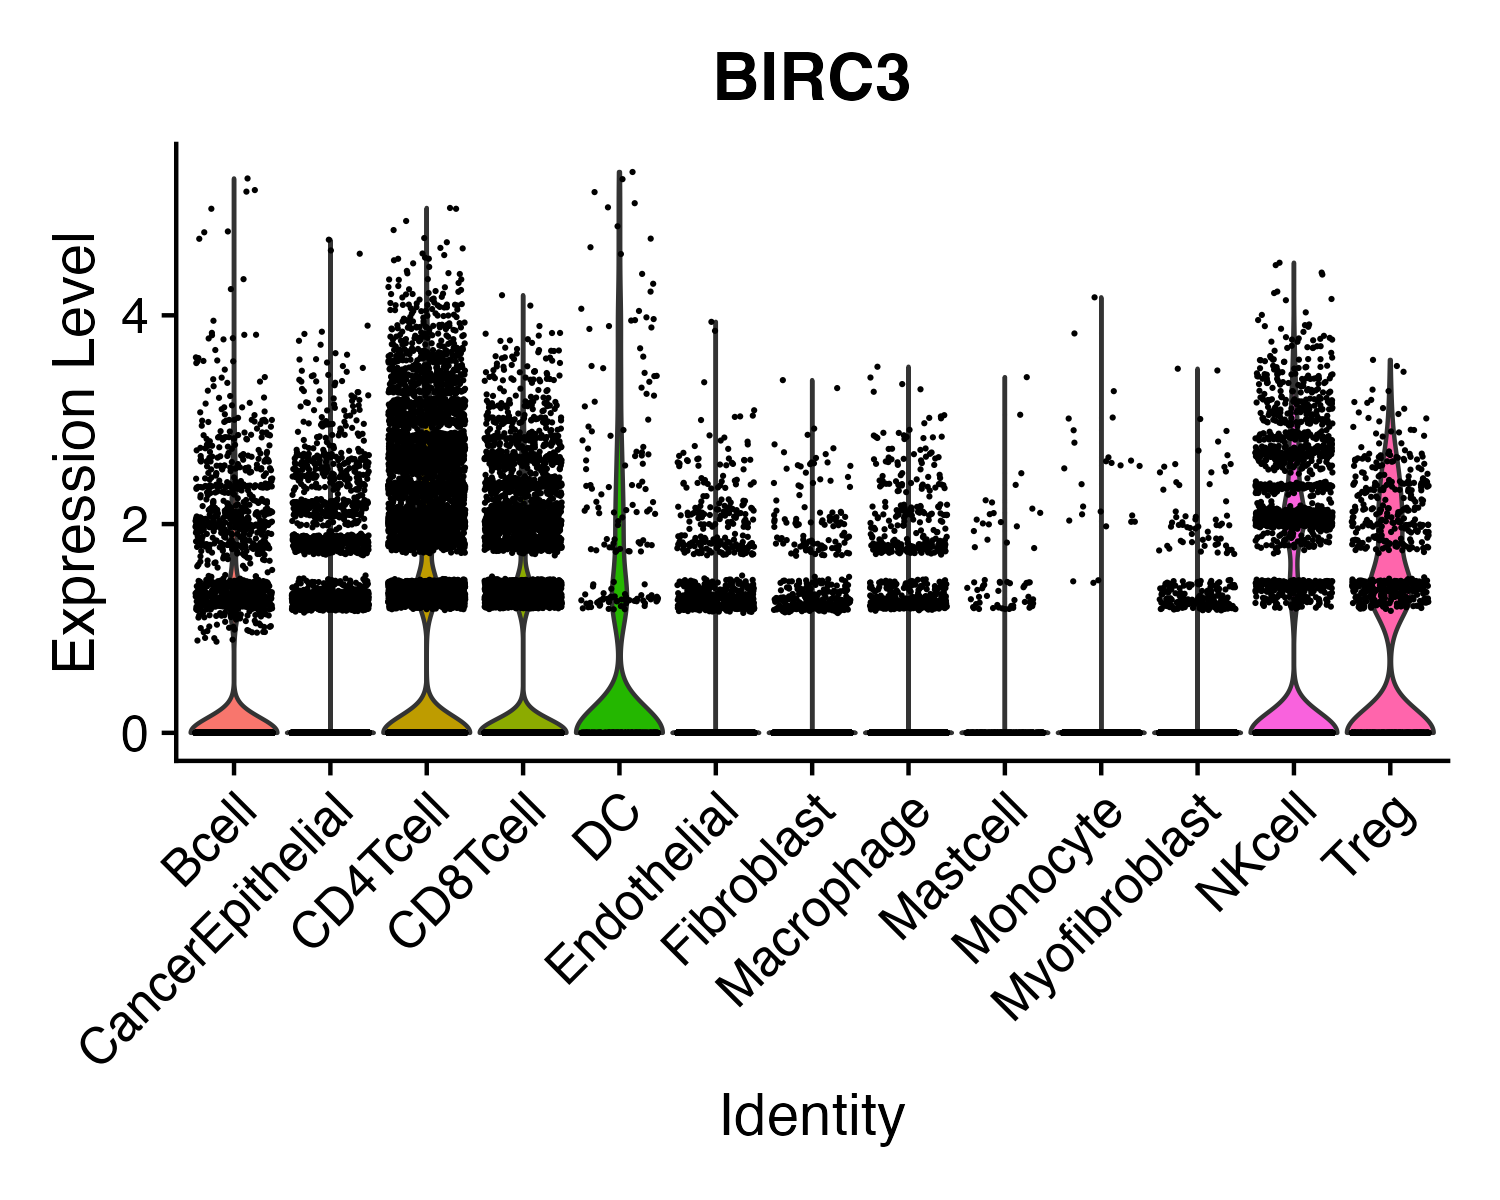 BIRC3
Expression Level
4
2
0
Bcell
CancerEpithelial
CD4Tcell
CD8Tcell
DC
Endothelial
Fibroblast
Macrophage
Mastcell
Monocyte
Myofibroblast
NKcell
Treg
Identity